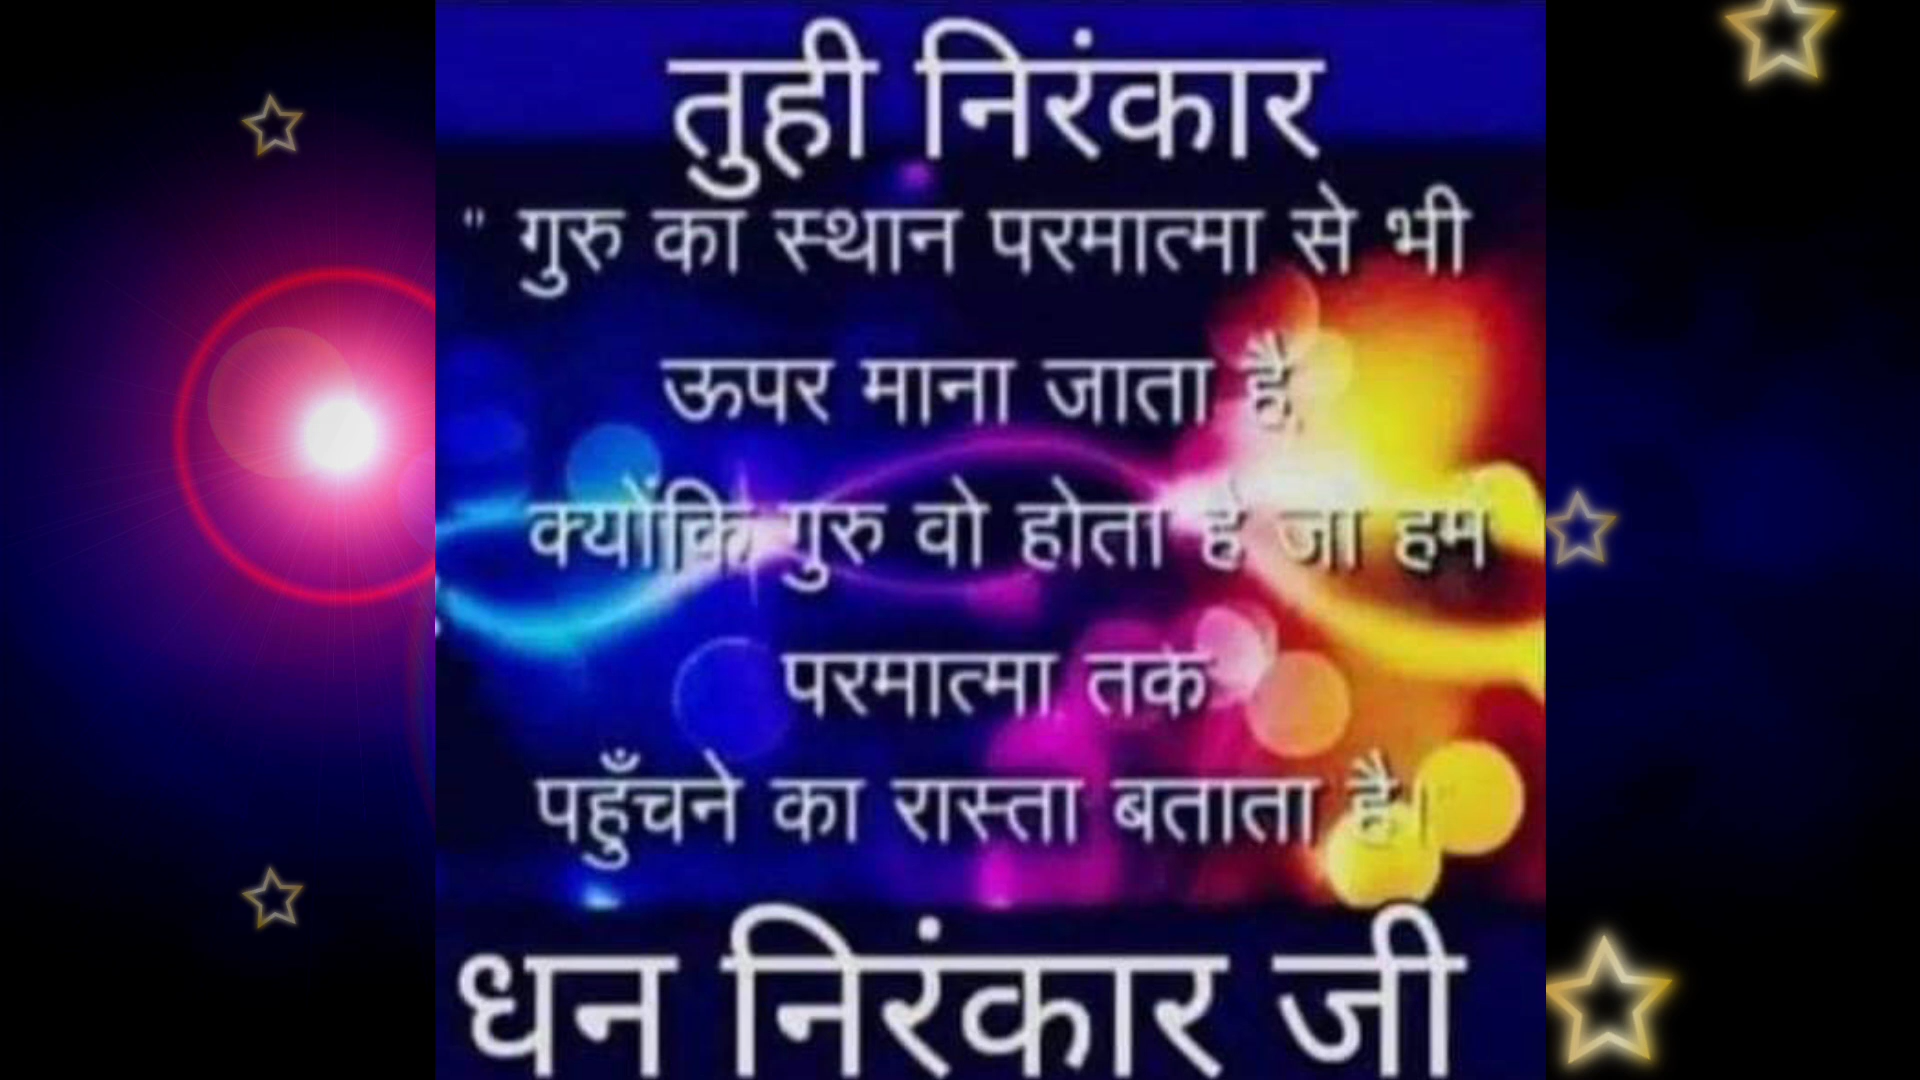 तुही निरंकार
" गुरु का स्थान परमात्मा से भी
ऊपर माना जाता है,
क्योंकि गुरु वो होता है जो हमे
परमात्मा तक
पहुँचने का रास्ता बताता है।"
धन निरंकार जी